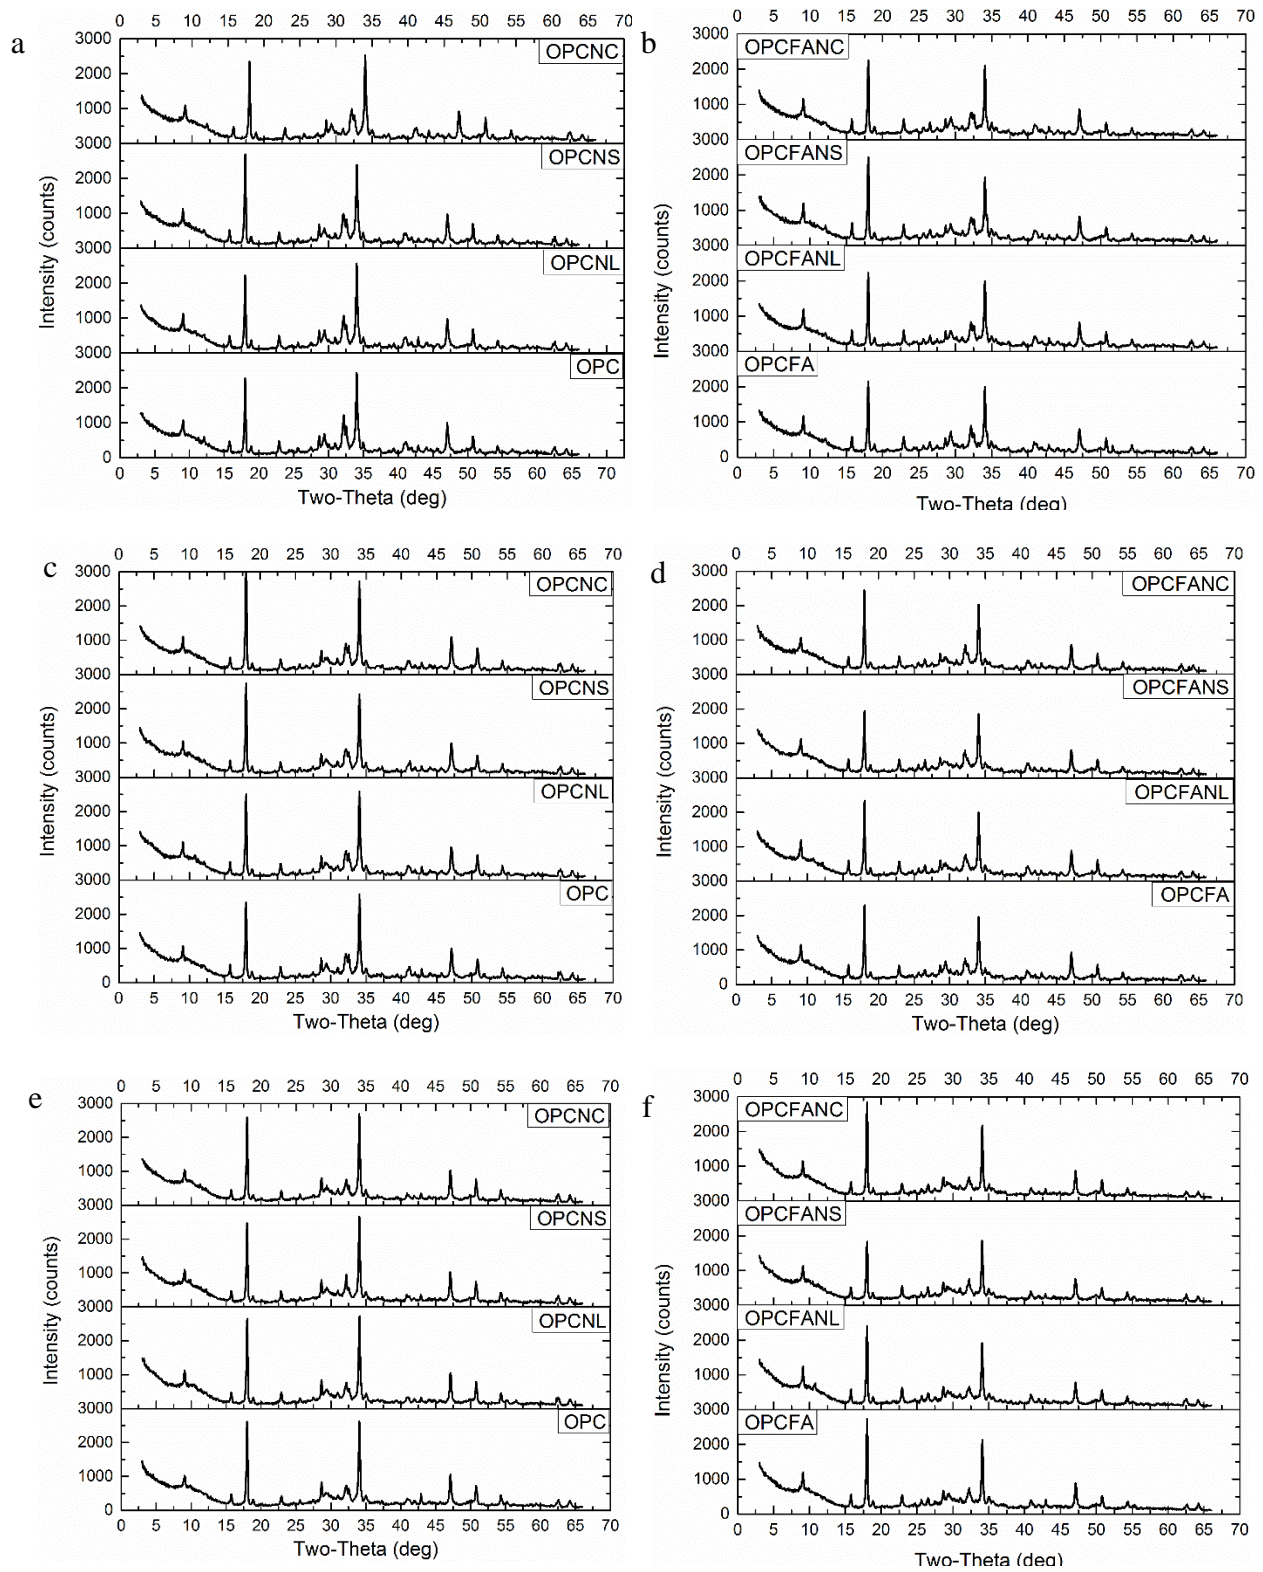 a
0 5 10 15 20 25 30 35 40 45 50 55 60 65 70
3000 OPCNC
2000
1000
3000 OPCNS
2000
1000
3000 OPCNL
2000
1000
3000 OPC
2000
1000
0
0 5 10 15 20 25 30 35 40 45 50 55 60 65 70
Intensity (counts)
Two-Theta (deg)
b
0 5 10 15 20 25 30 35 40 45 50 55 60 65 70
3000 OPCFANC
2000
1000
3000 OPCFANS
2000
1000
3000 OPCFANL
2000
1000
3000 OPCFA
2000
1000
0
0 5 10 15 20 25 30 35 40 45 50 55 60 65 70
Intensity (counts)
Two-Theta (deg)
c
0 5 10 15 20 25 30 35 40 45 50 55 60 65 70
3000 OPCNC
2000
1000
3000 OPCNS
2000
1000
3000 OPCNL
2000
1000
3000 OPC
2000
1000
0
0 5 10 15 20 25 30 35 40 45 50 55 60 65 70
Intensity (counts)
Two-Theta (deg)
d
0 5 10 15 20 25 30 35 40 45 50 55 60 65 70
3000 OPCFANC
2000
1000
3000 OPCFANS
2000
1000
3000 OPCFANL
2000
1000
3000 OPCFA
2000
1000
0
0 5 10 15 20 25 30 35 40 45 50 55 60 65 70
Intensity (counts)
Two-Theta (deg)
e
0 5 10 15 20 25 30 35 40 45 50 55 60 65 70
3000 OPCNC
2000
1000
3000 OPCNS
2000
1000
3000 OPCNL
2000
1000
3000 OPC
2000
1000
0
0 5 10 15 20 25 30 35 40 45 50 55 60 65 70
Intensity (counts)
Two-Theta (deg)
f
0 5 10 15 20 25 30 35 40 45 50 55 60 65 70
3000 OPCFANC
2000
1000
3000 OPCFANS
2000
1000
3000 OPCFANL
2000
1000
3000 OPCFA
2000
1000
0
0 5 10 15 20 25 30 35 40 45 50 55 60 65 70
Intensity (counts)
Two-Theta (deg)